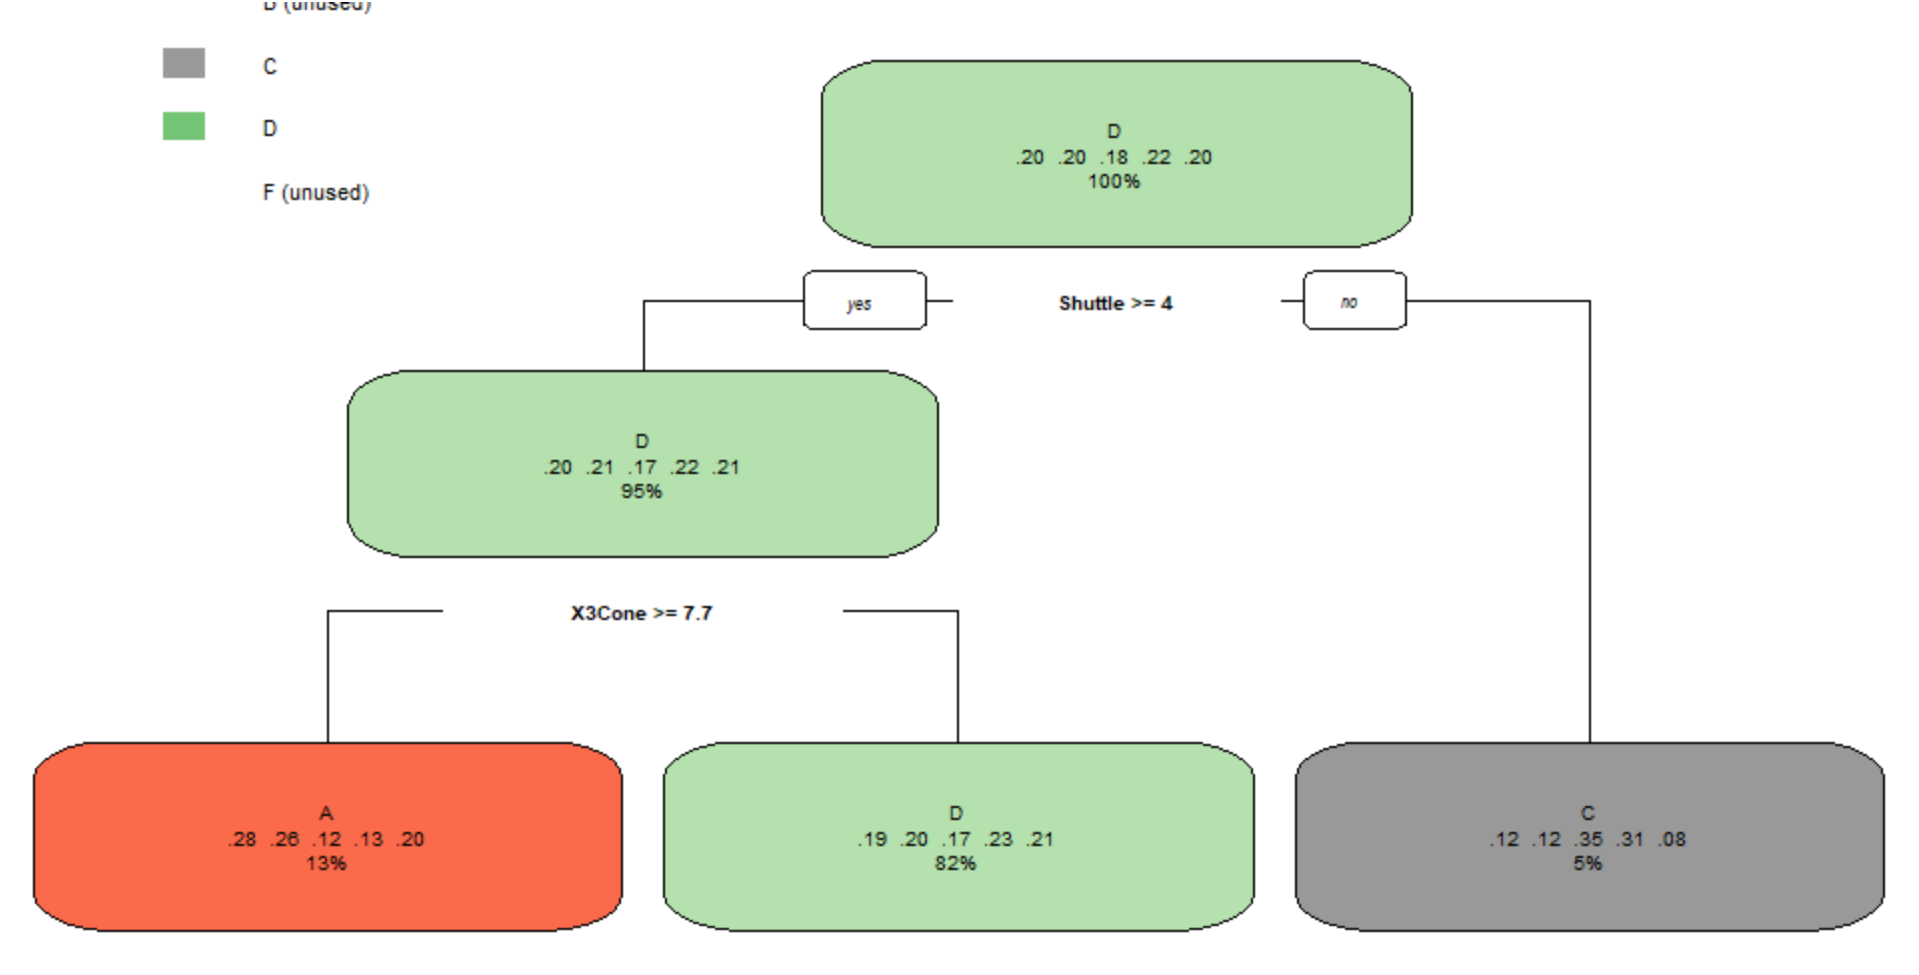 (unused)
C
D
F (unused)
D
.20 .20 .18 .22 .20
100%
yes
Shuttle >= 4
no
D
.20 .21 .17 .22 .21
95%
X3Cone >= 7.7
A
.28 .26 .12 .13 .20
13%
D
.19 .20 .17 .23 .21
82%
C
.12 .12 .35 .31 .08
5%